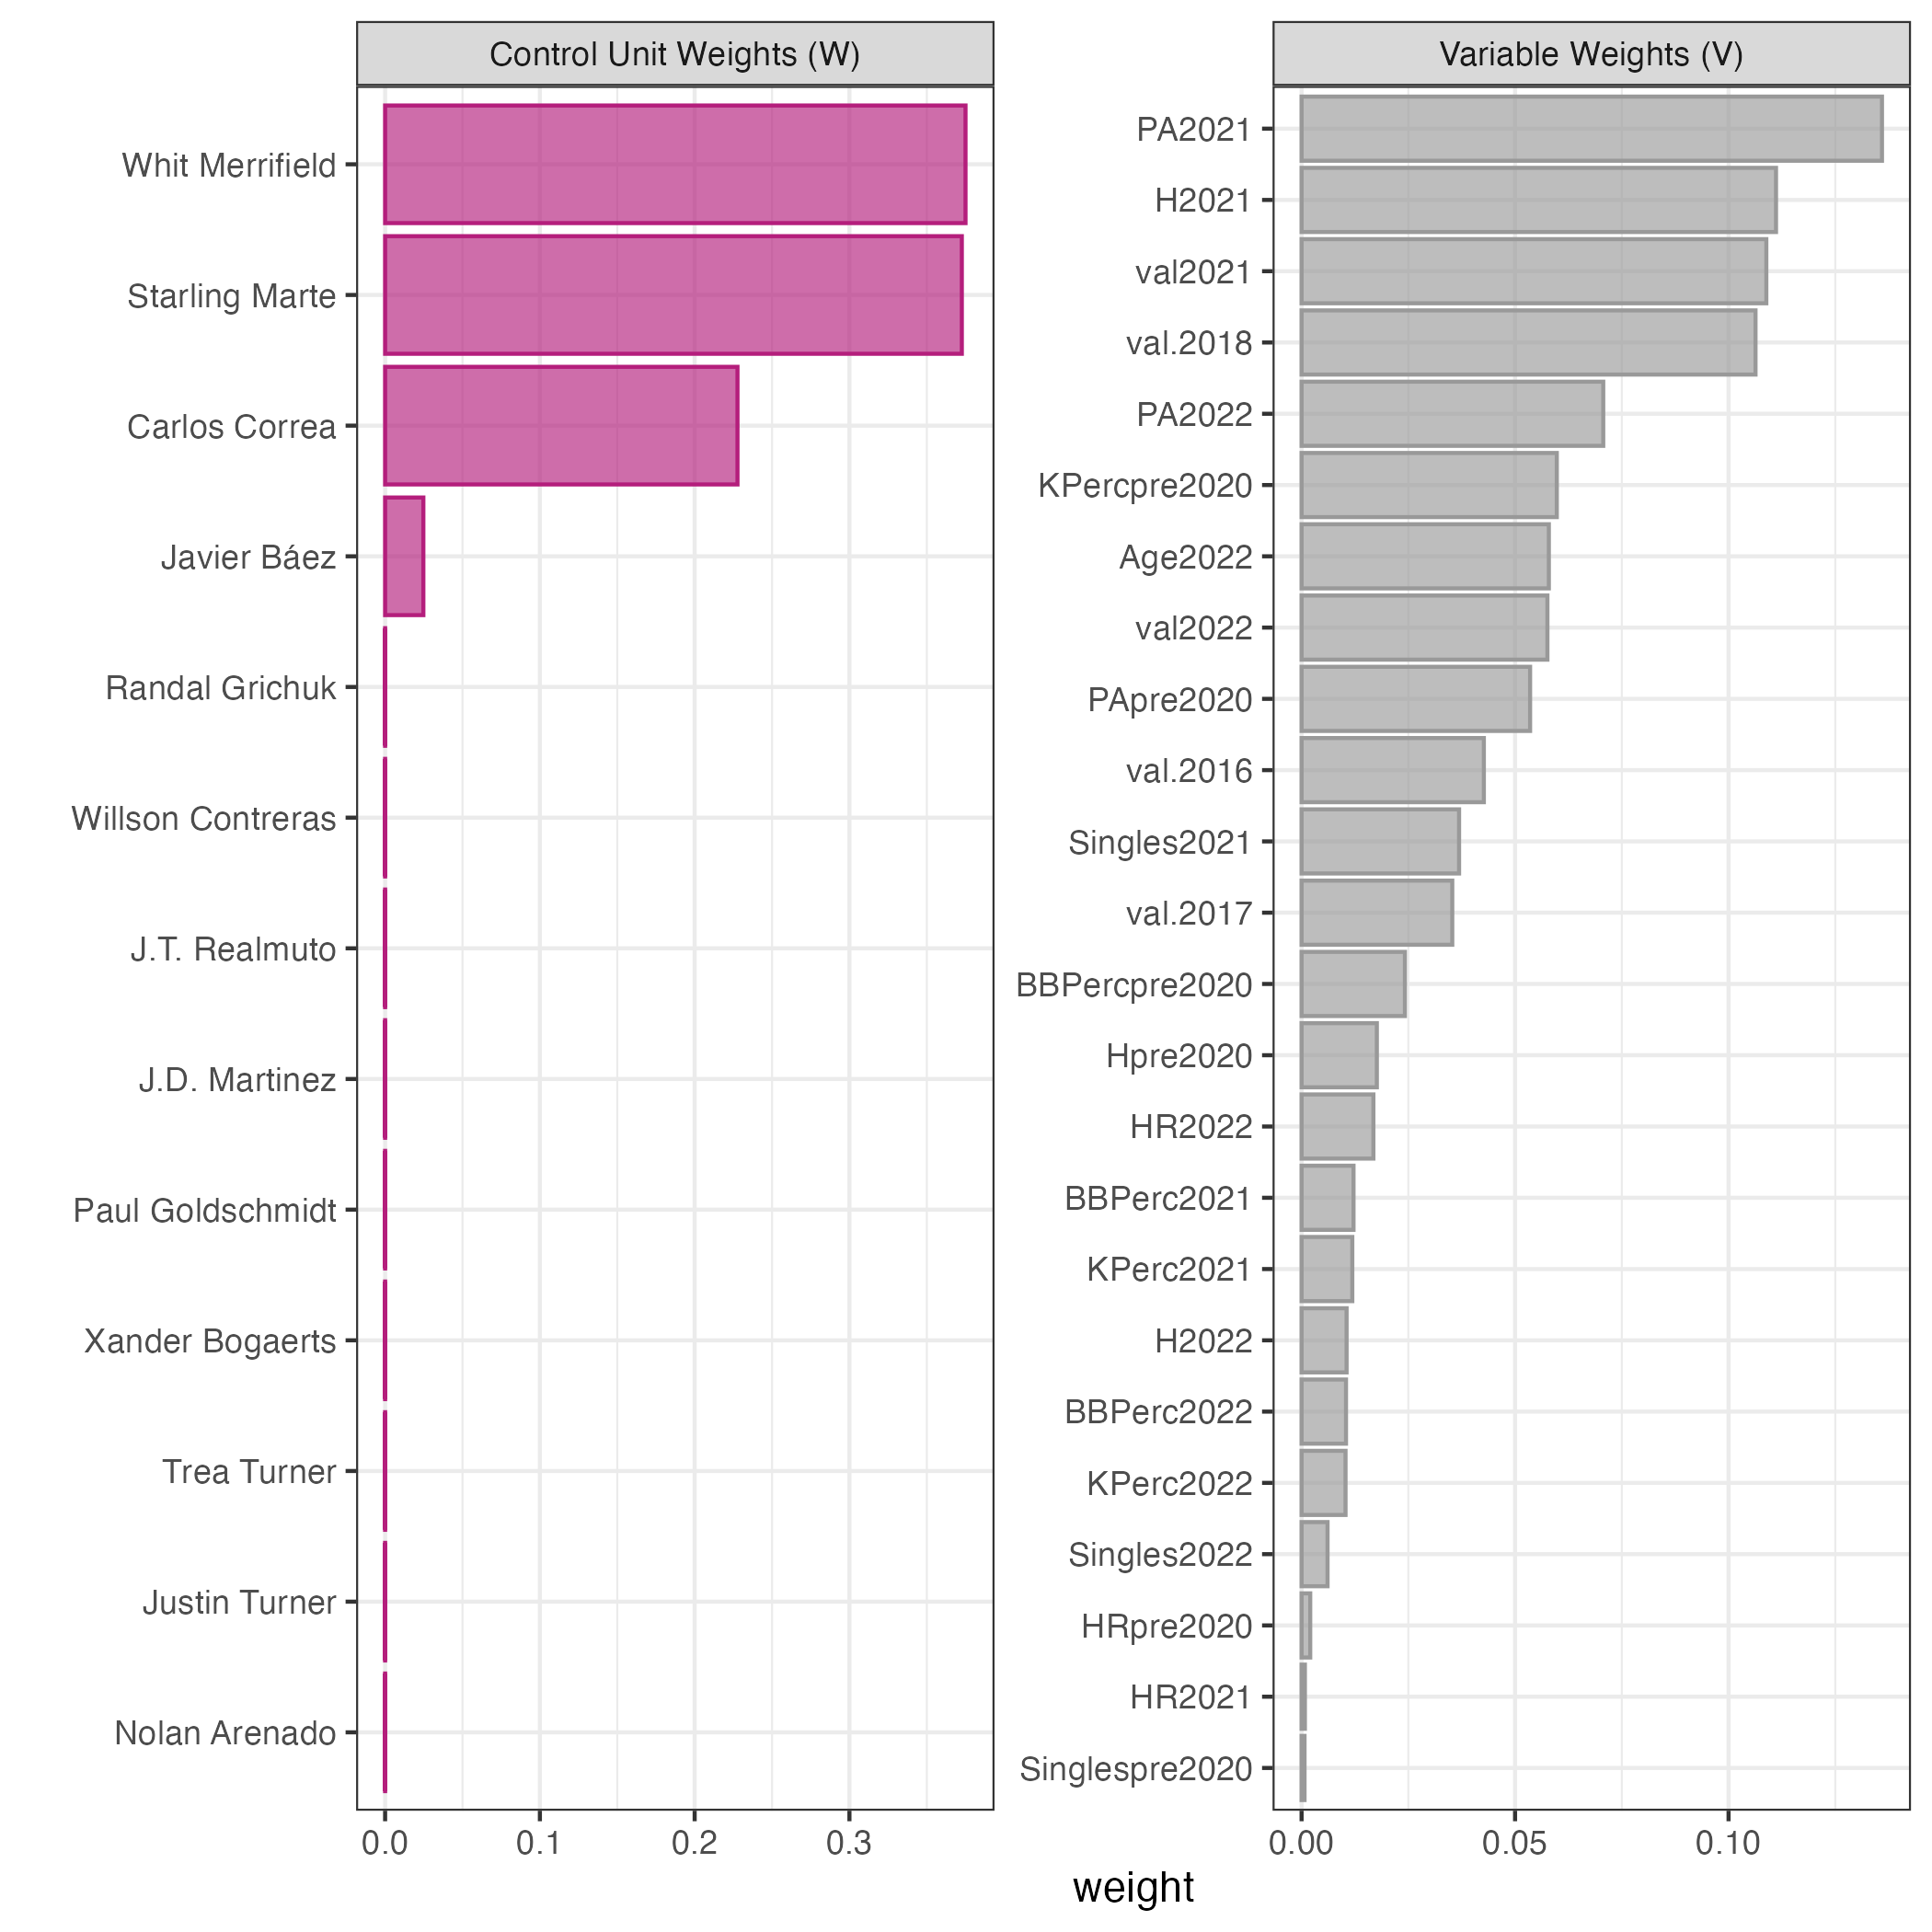 Control Unit Weights (W)
Whit Merrifield
Starling Marte
Carlos Correa
Javier Báez
Randal Grichuk
Willson Contreras
J.T. Realmuto
J.D. Martinez
Paul Goldschmidt
Xander Bogaerts
Trea Turner
Justin Turner
Nolan Arenado
0.0 0.1 0.2 0.3
Variable Weights (V)
PA2021
H2021
val2021
val.2018
PA2022
KPercpre2020
Age2022
val2022
PApre2020
val.2016
Singles2021
val.2017
BBPercpre2020
Hpre2020
HR2022
BBPerc2021
KPerc2021
H2022
BBPerc2022
KPerc2022
Singles2022
HRpre2020
HR2021
Singlespre2020
0.00 0.05 0.10
weight